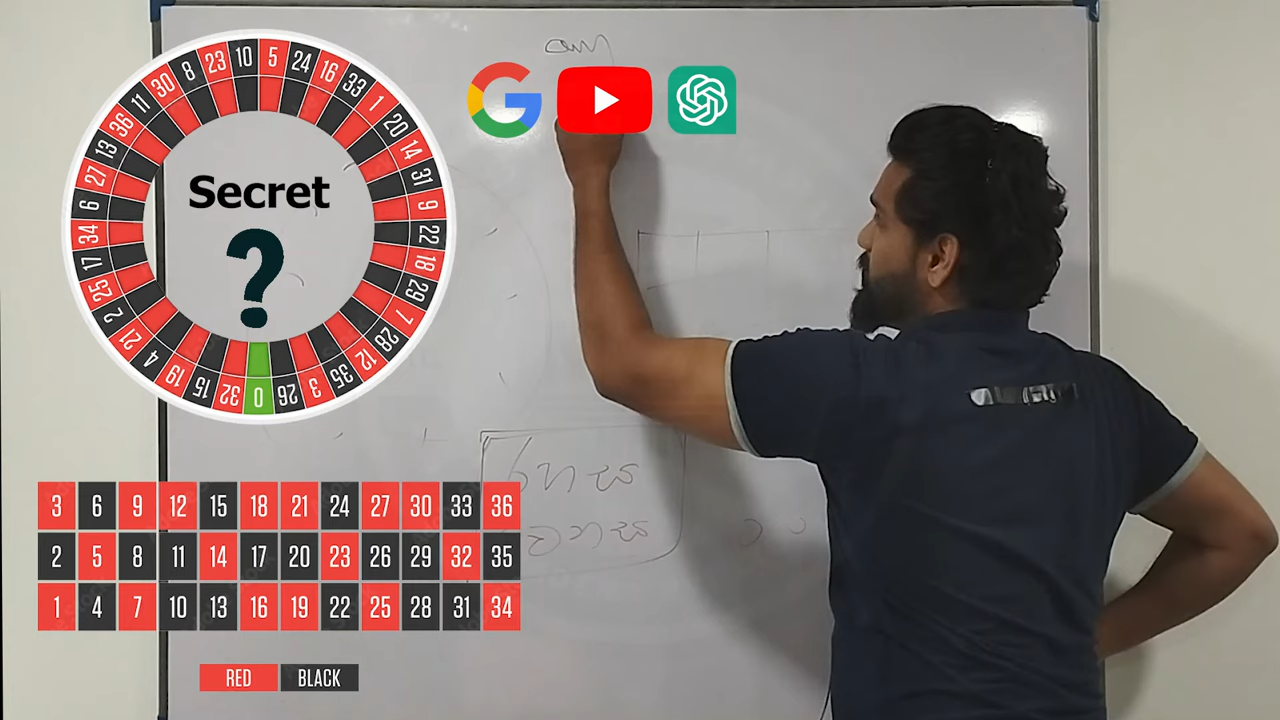 5 24 16 33 1 20 14 31 9 22 18 29 7 28 12 35 3 26 0 32 15 19 4 21 2 25 17 34 6 27 13 36 11 30 8 23 10
Secret
?
3 6 9 12 15 18 21 24 27 30 33 36
2 5 8 11 14 17 20 23 26 29 32 35
1 4 7 10 13 16 19 22 25 28 31 34
RED BLACK